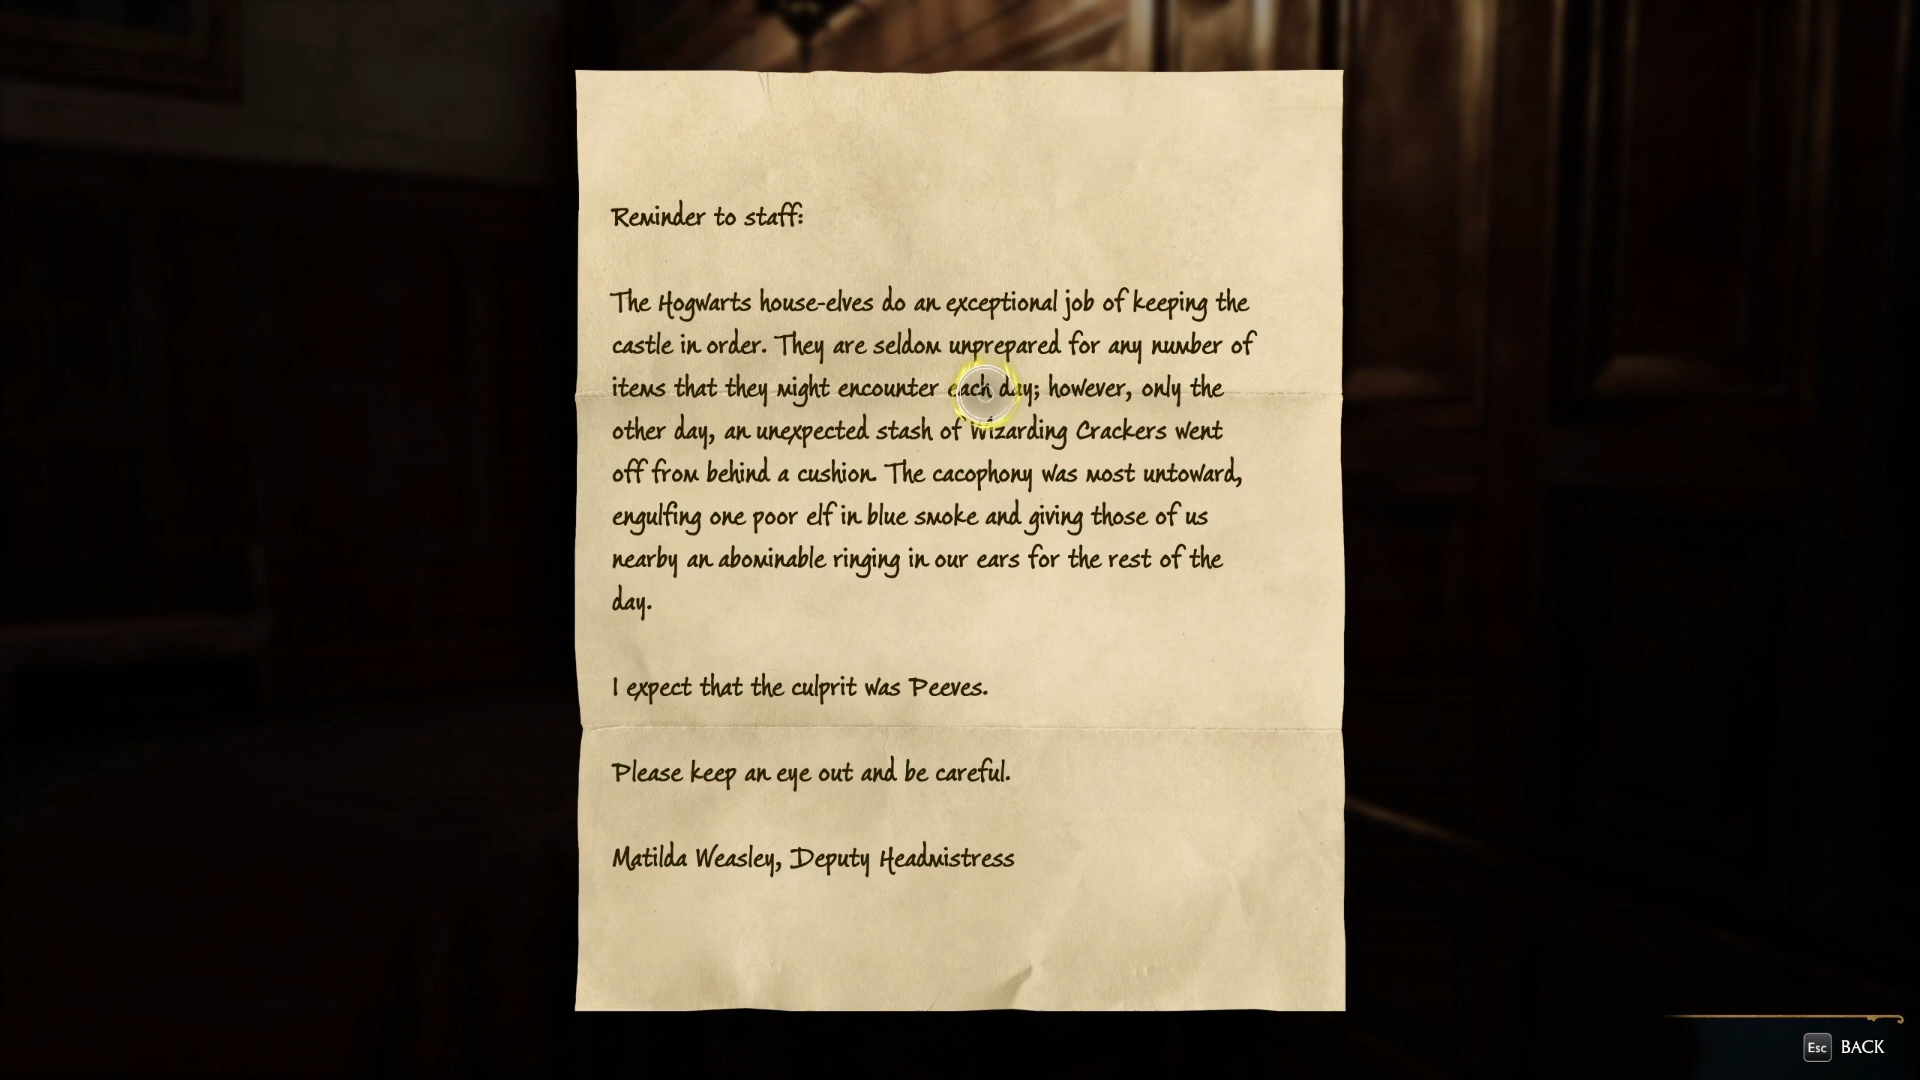 Reminder to staff:
The Hogwarts house-elves do an exceptional job of keeping the
castle in order. They are seldom unprepared for any number of
items that they might encounter each day; however, only the
other day, an unexpected stash of Wizarding Crackers went
off from behind a cushion. The cacophony was most untoward,
engulfing one poor elf in blue smoke and giving those of us
nearby an abominable ringing in our ears for the rest of the
day.
I expect that the culprit was Peeves.
Please keep an eye out and be careful.
Matilda Weasley, Deputy Headmistress
Esc BACK